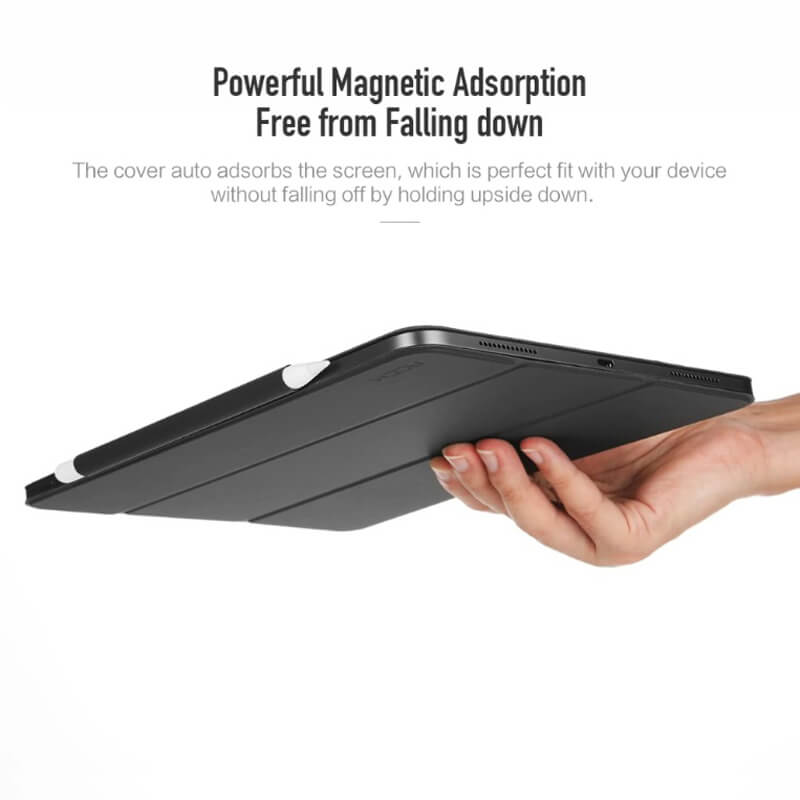 Powerful Magnetic Adsorption
Free from Falling down
The cover auto adsorbs the screen, which is perfect fit with your device
without falling off by holding upside down.